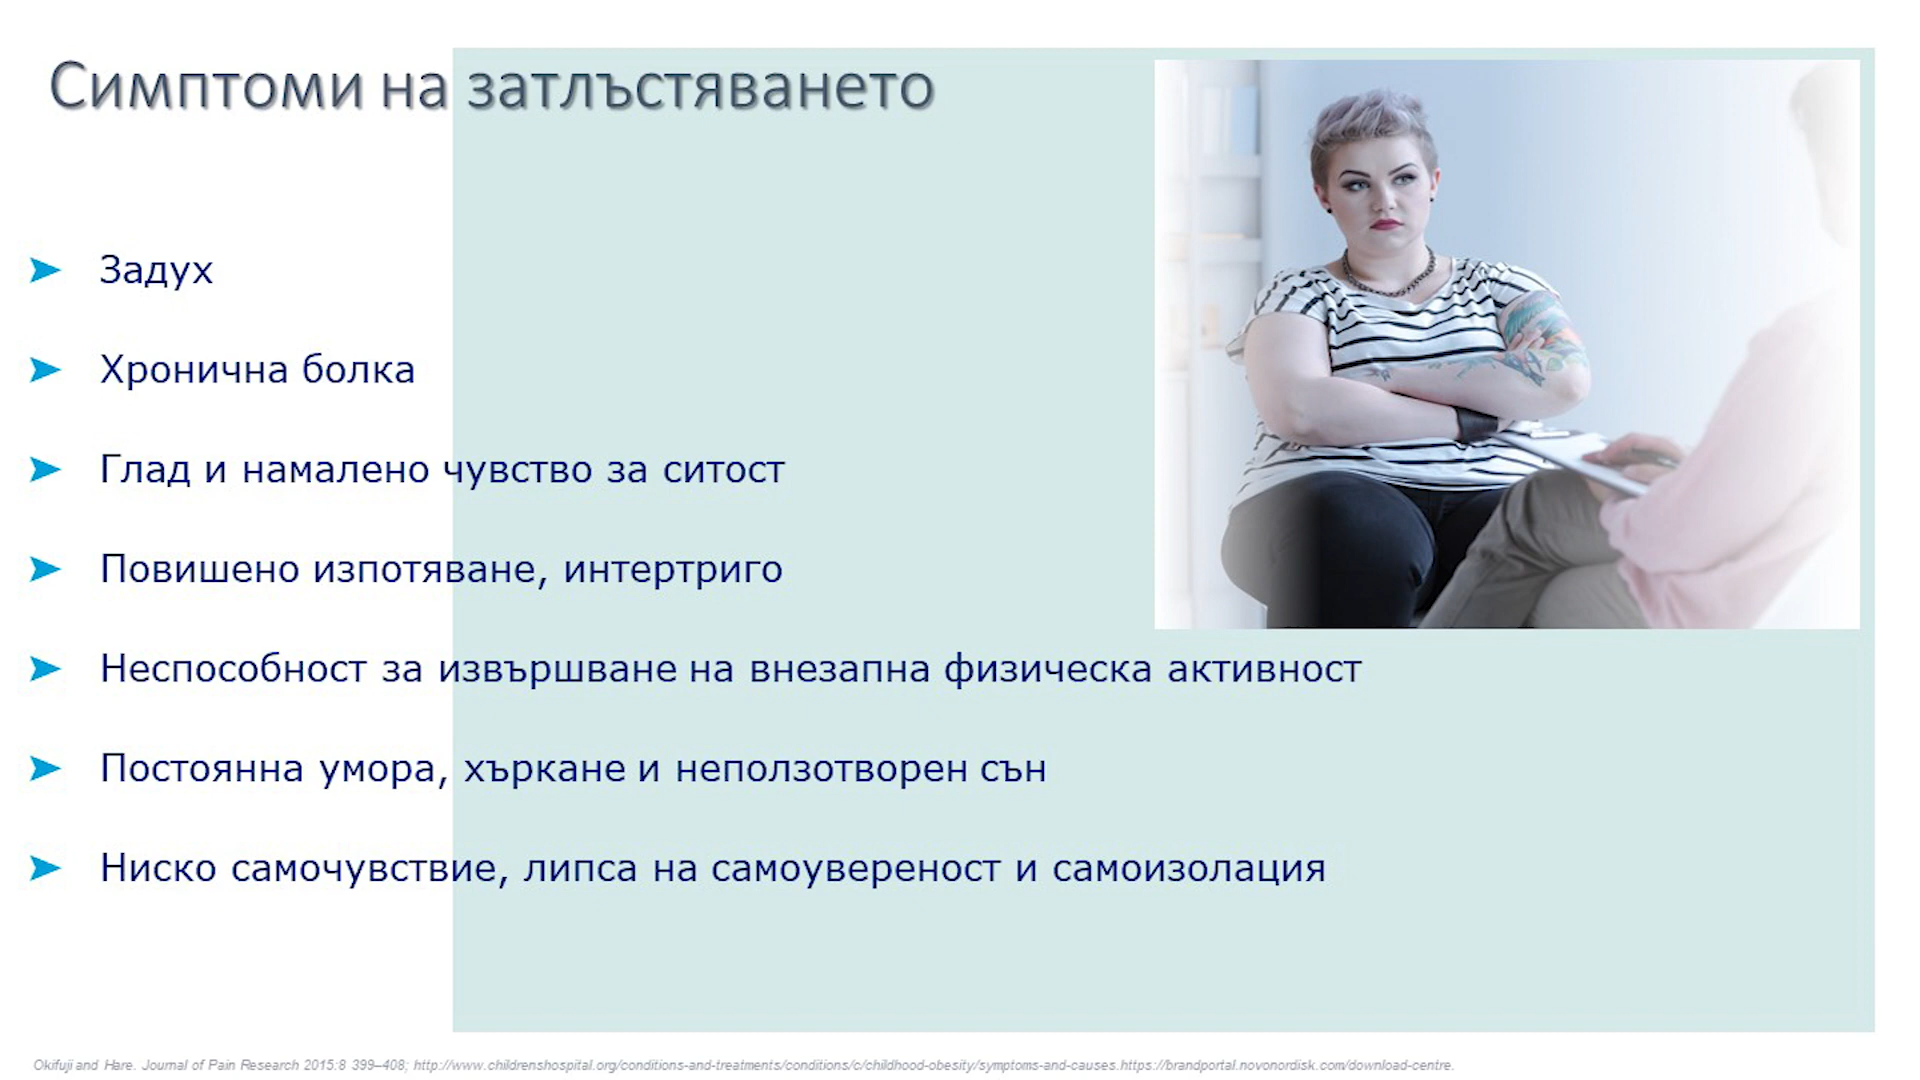 Симптоми на затлъстяването
➤ Задух
➤ Хронична болка
➤ Глад и намалено чувство за ситост
➤ Повишено изпотяване, интертриго
➤ Неспособност за извършване на внезапна физическа активност
➤ Постоянна умора, хъркане и неползотворен сън
➤ Ниско самочувствие, липса на самоувереност и самоизолация
Okifuji and Hare. Journal of Pain Research 2015:8 399–408; http://www.childrenshospital.org/conditions-and-treatments/conditions/c/childhood-obesity/symptoms-and-causes.https://brandportal.novonordisk.com/download-centre.